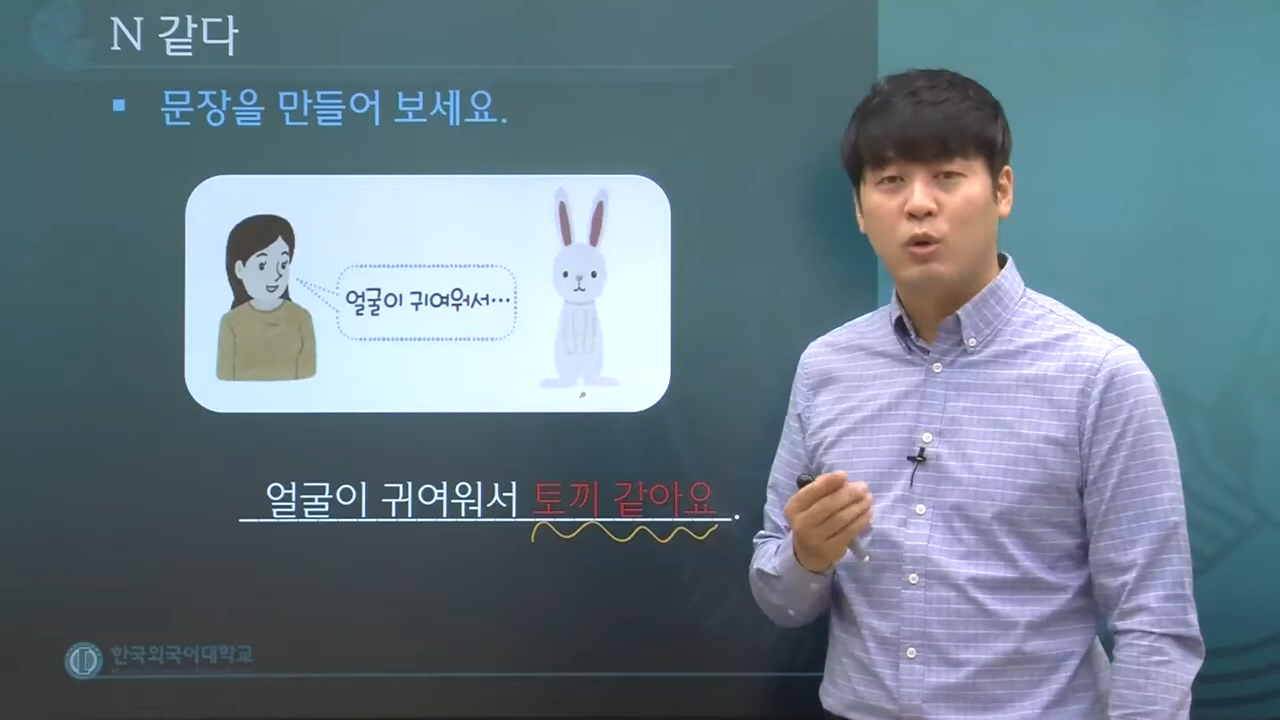 N 같다
▪ 문장을 만들어 보세요.
얼굴이 귀여워서…
얼굴이 귀여워서 토끼 같아요.
한국외국어대학교